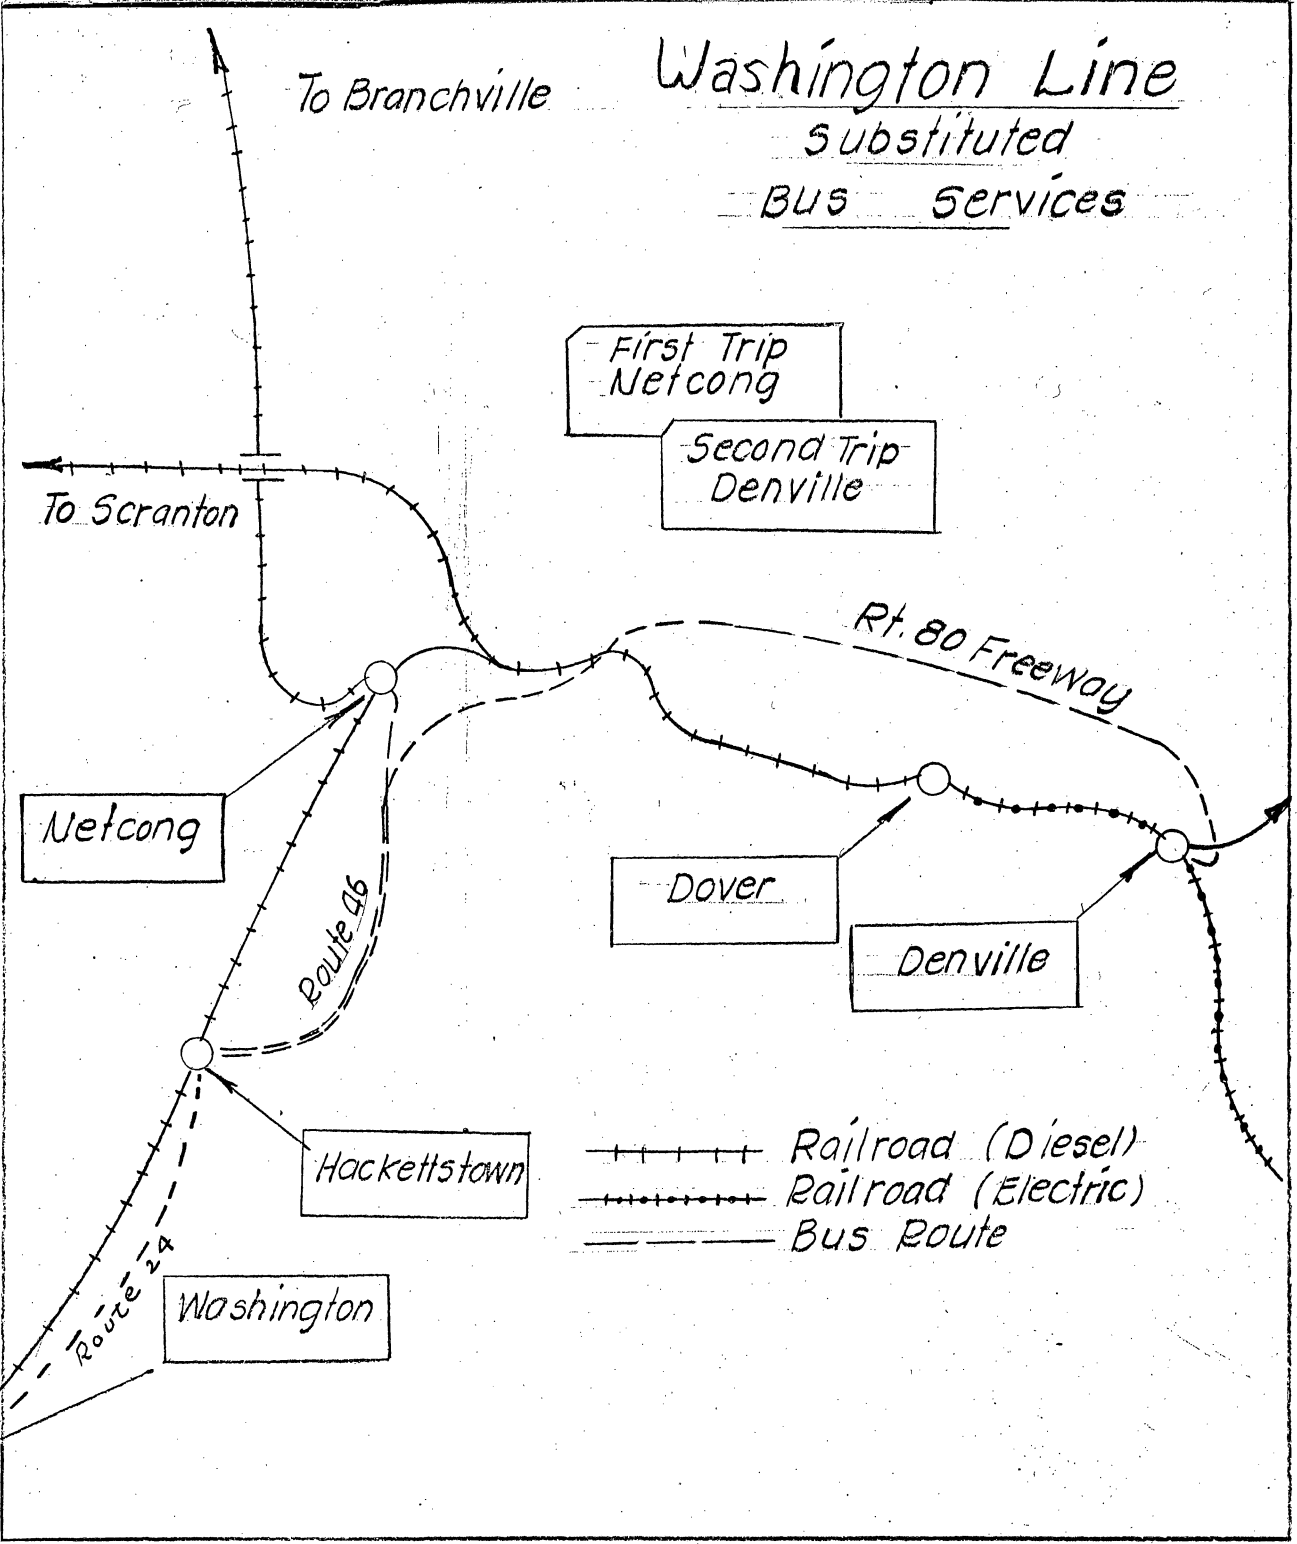 Washington Line
Substituted
Bus Services
To Branchville
First Trip
Netcong
Second Trip
Denville
To Scranton
Rt. 80 Freeway
Netcong
Route 46
Dover
Denville
Hackettstown
Railroad (Diesel)
Railroad (Electric)
Bus Route
Route 24
Washington